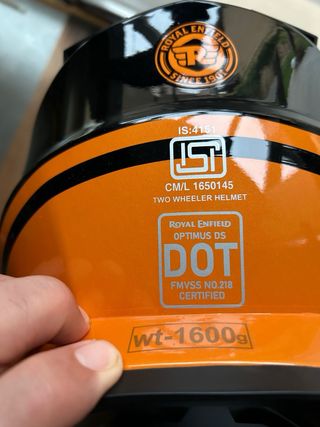 ROYAL ENFIELD
R
SINCE 1901
IS:4151
ISI
CM/L 1650145
TWO WHEELER HELMET
ROYAL ENFIELD
OPTIMUS DS
DOT
FMVSS NO.218
CERTIFIED
wt-1600g